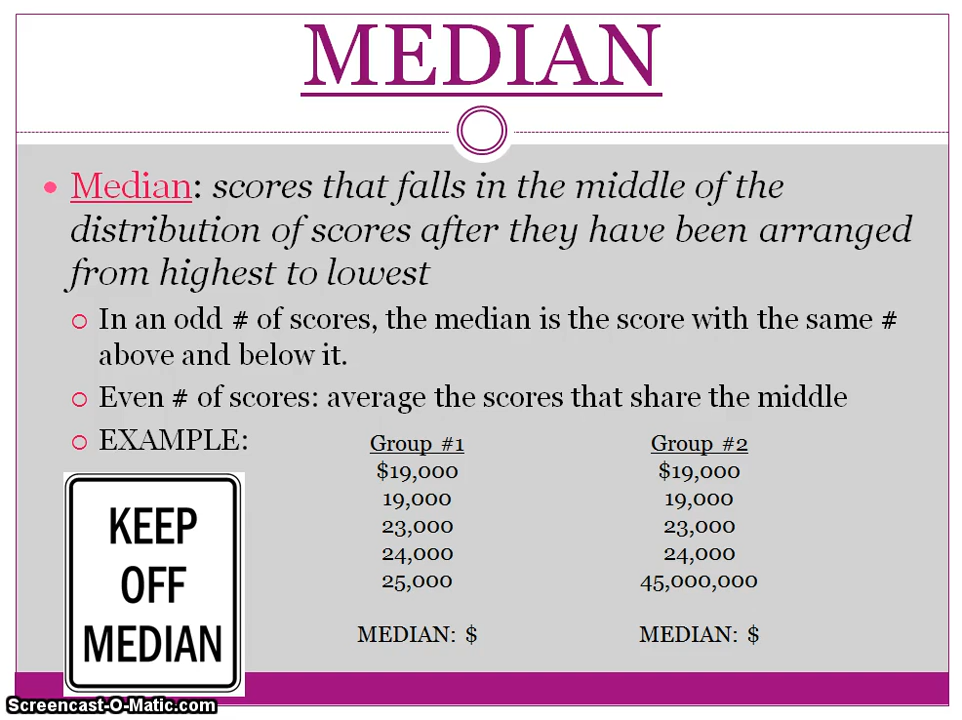 MEDIAN
• Median: scores that falls in the middle of the
distribution of scores after they have been arranged
from highest to lowest
○ In an odd # of scores, the median is the score with the same #
above and below it.
○ Even # of scores: average the scores that share the middle
○ EXAMPLE:
Group #1
$19,000
19,000
23,000
24,000
25,000
MEDIAN: $
Group #2
$19,000
19,000
23,000
24,000
45,000,000
MEDIAN: $
KEEP
OFF
MEDIAN
Screencast-O-Matic.com